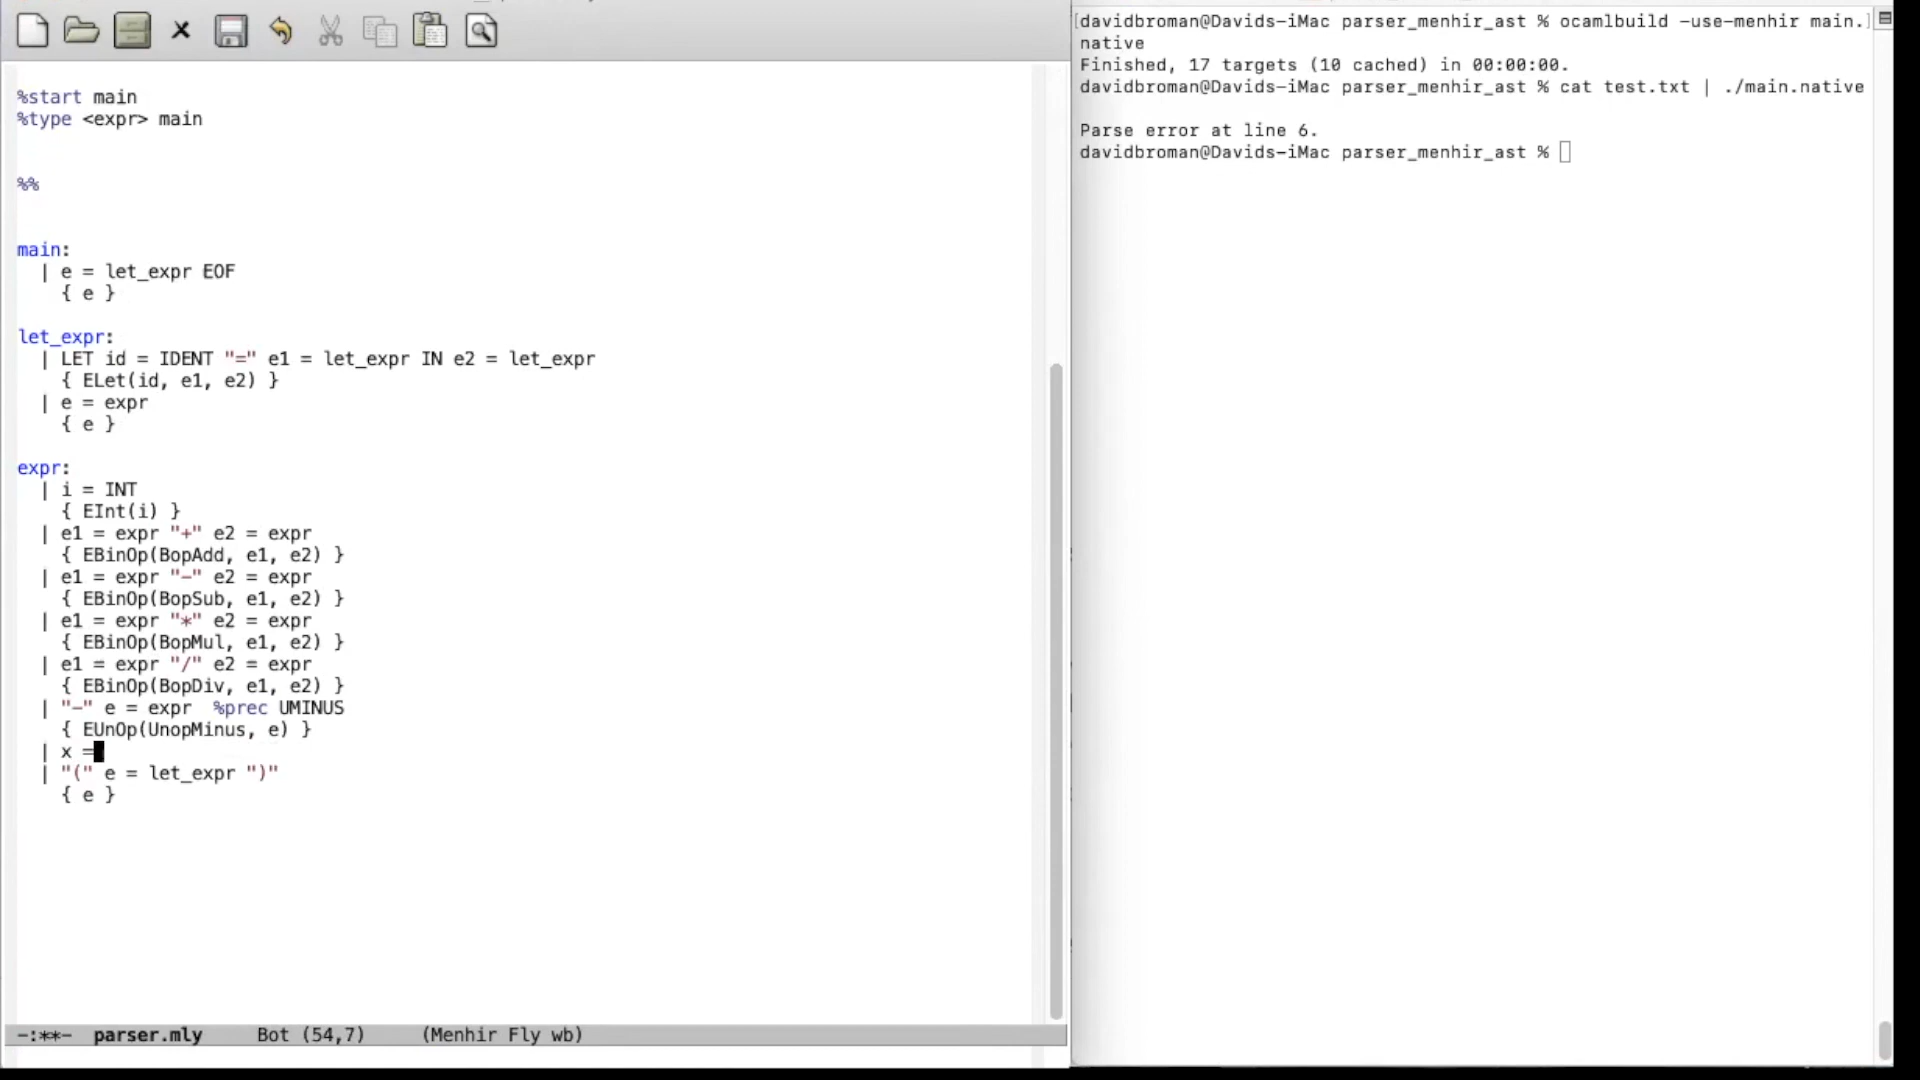 %start main
%type <expr> main
%%
main:
| e = let_expr EOF
{ e }
let_expr:
| LET id = IDENT "=" e1 = let_expr IN e2 = let_expr
{ ELet(id, e1, e2) }
| e = expr
{ e }
expr:
| i = INT
{ EInt(i) }
| e1 = expr "+" e2 = expr
{ EBinOp(BopAdd, e1, e2) }
| e1 = expr "-" e2 = expr
{ EBinOp(BopSub, e1, e2) }
| e1 = expr "*" e2 = expr
{ EBinOp(BopMul, e1, e2) }
| e1 = expr "/" e2 = expr
{ EBinOp(BopDiv, e1, e2) }
| "-" e = expr  %prec UMINUS
{ EUnOp(UnopMinus, e) }
| x =
| "(" e = let_expr ")"
{ e }
-:**-  parser.mly     Bot (54,7)     (Menhir Fly wb)
[davidbroman@Davids-iMac parser_menhir_ast % ocamlbuild -use-menhir main.]
native
Finished, 17 targets (10 cached) in 00:00:00.
davidbroman@Davids-iMac parser_menhir_ast % cat test.txt | ./main.native
Parse error at line 6.
davidbroman@Davids-iMac parser_menhir_ast %